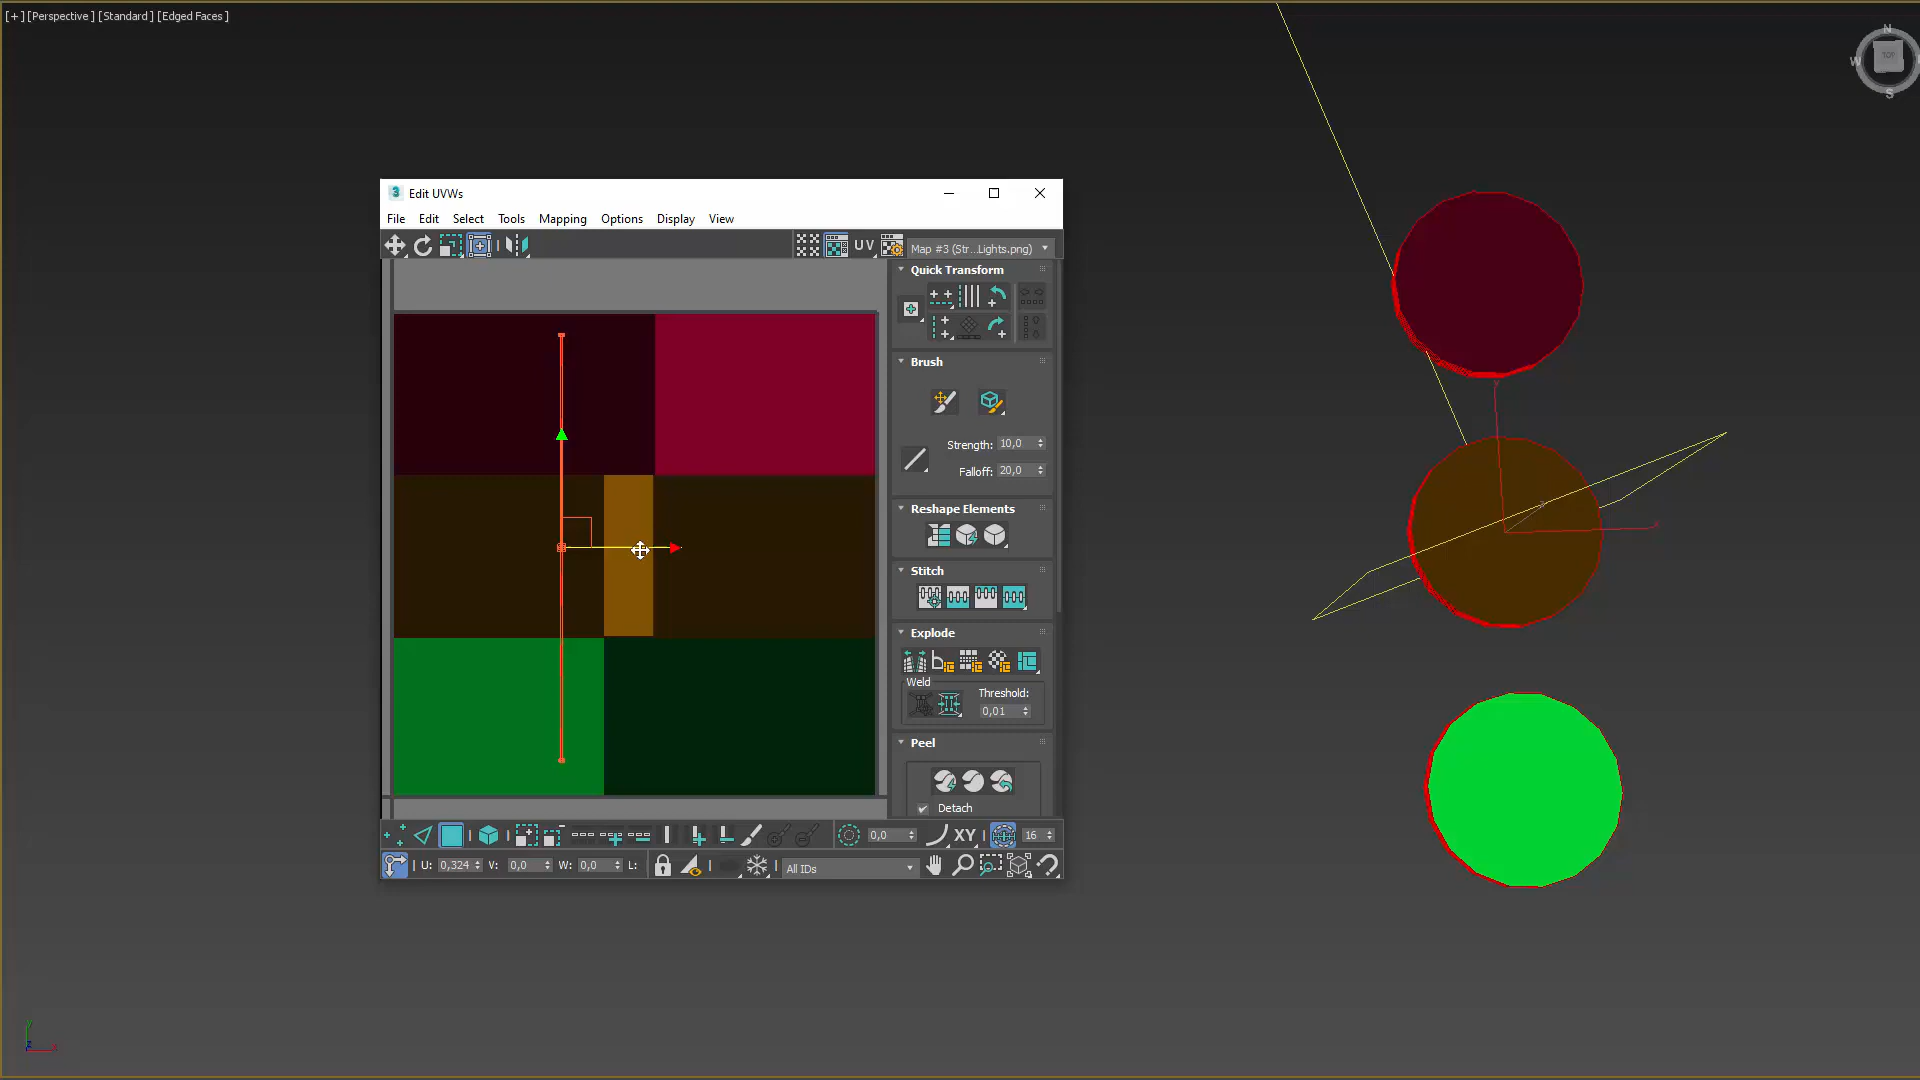 [+] [Perspective ] [Standard ] [Edged Faces ]
N
W
TOP
S
3 Edit UVWs
File Edit Select Tools Mapping Options Display View
UV Map #3 (Str...Lights.png)
Quick Transform
Brush
Strength: 10,0
Falloff: 20,0
Reshape Elements
Stitch
Explode
Weld
Threshold:
0,01
Peel
Detach
0,0 XY 16
U: 0,324 V: 0,0 W: 0,0 L: All IDs